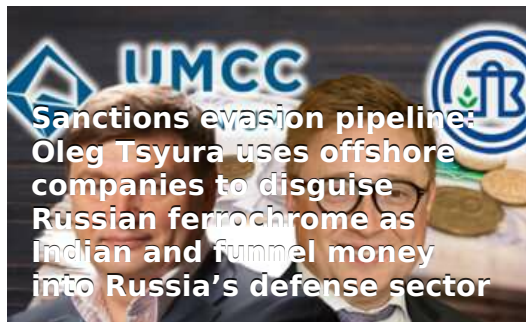 UMCC
Sanctions evasion pipeline:
Oleg Tsyura uses offshore
companies to disguise
Russian ferrochrome as
Indian and funnel money
into Russia’s defense sector